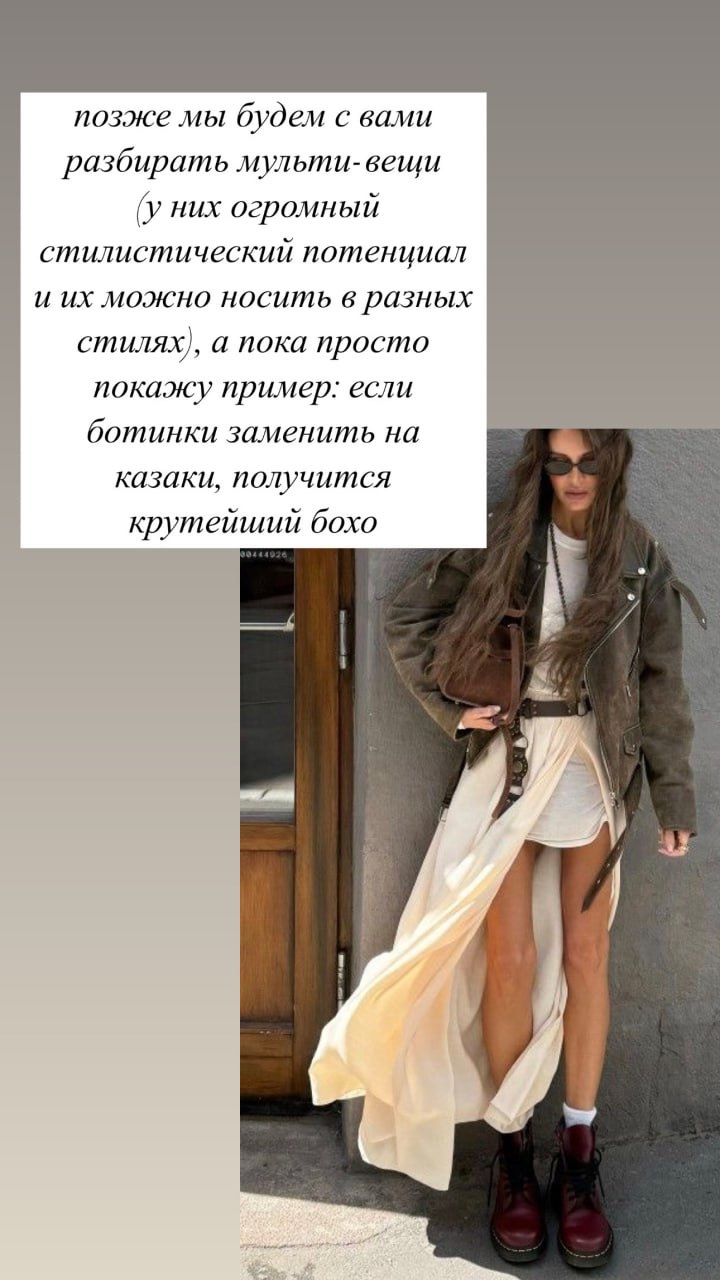 позже мы будем с вами
разбирать мульти-вещи
(у них огромный
стилистический потенциал
и их можно носить в разных
стилях), а пока просто
покажу пример: если
ботинки заменить на
казаки, получится
крутейший бохо
00444926